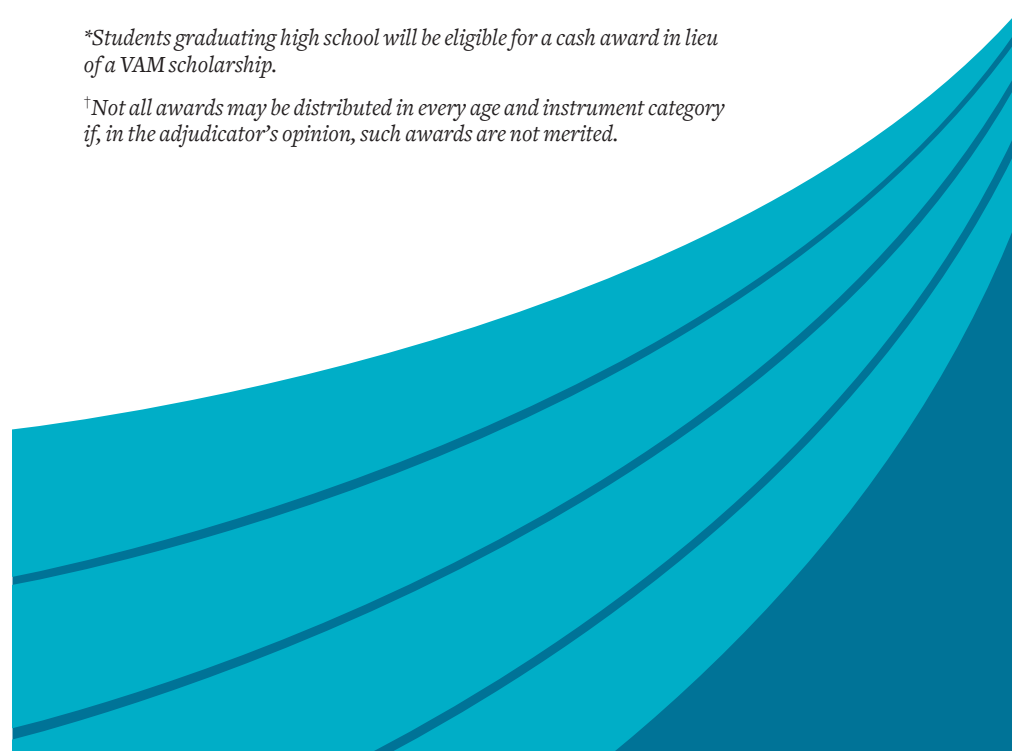 *Students graduating high school will be eligible for a cash award in lieu
of a VAM scholarship.
†Not all awards may be distributed in every age and instrument category
if, in the adjudicator’s opinion, such awards are not merited.